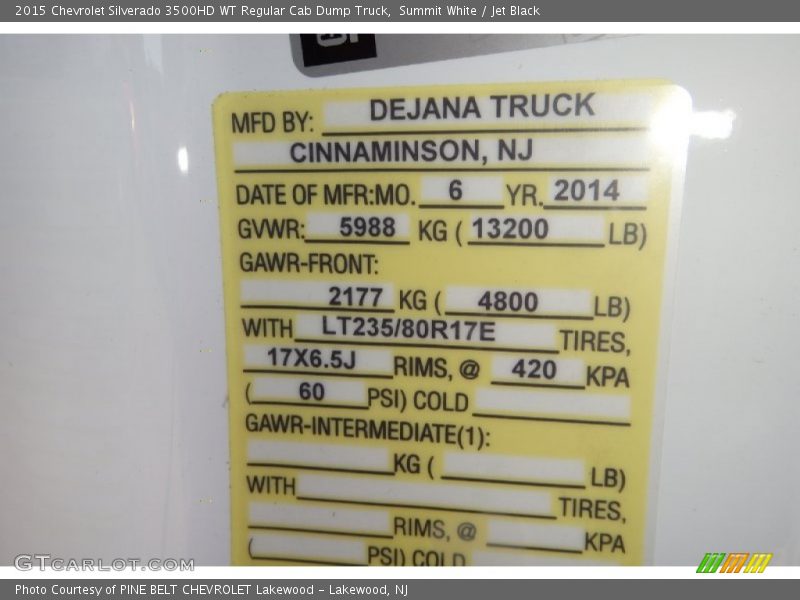 2015 Chevrolet Silverado 3500HD WT Regular Cab Dump Truck, Summit White / Jet Black
MFD BY: DEJANA TRUCK
CINNAMINSON, NJ
DATE OF MFR:MO. 6 YR. 2014
GVWR: 5988 KG ( 13200 LB)
GAWR-FRONT:
2177 KG ( 4800 LB)
WITH LT235/80R17E TIRES,
17X6.5J RIMS, @ 420 KPA
( 60 PSI) COLD
GAWR-INTERMEDIATE(1):
KG ( LB)
WITH TIRES,
RIMS, @ KPA
( PSI) COLD
GTCARLOT.COM
Photo Courtesy of PINE BELT CHEVROLET Lakewood - Lakewood, NJ